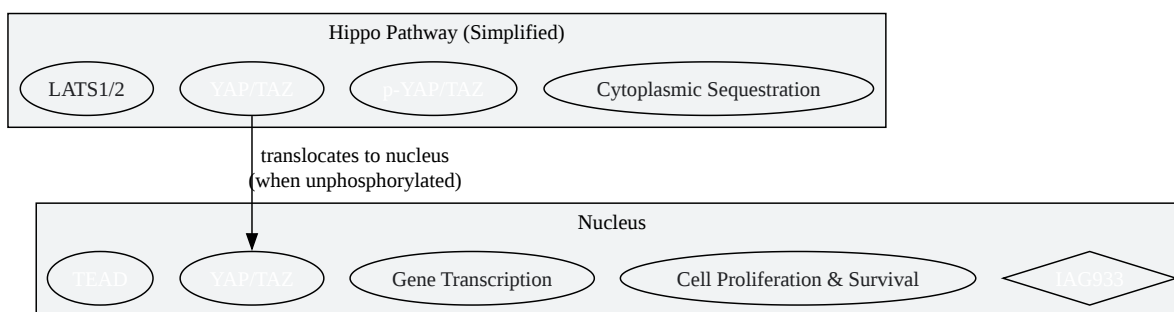 Hippo Pathway (Simplified)
LATS1/2 YAP/TAZ p-YAP/TAZ Cytoplasmic Sequestration
translocates to nucleus
(when unphosphorylated)
Nucleus
TEAD YAP/TAZ Gene Transcription Cell Proliferation & Survival IAG933